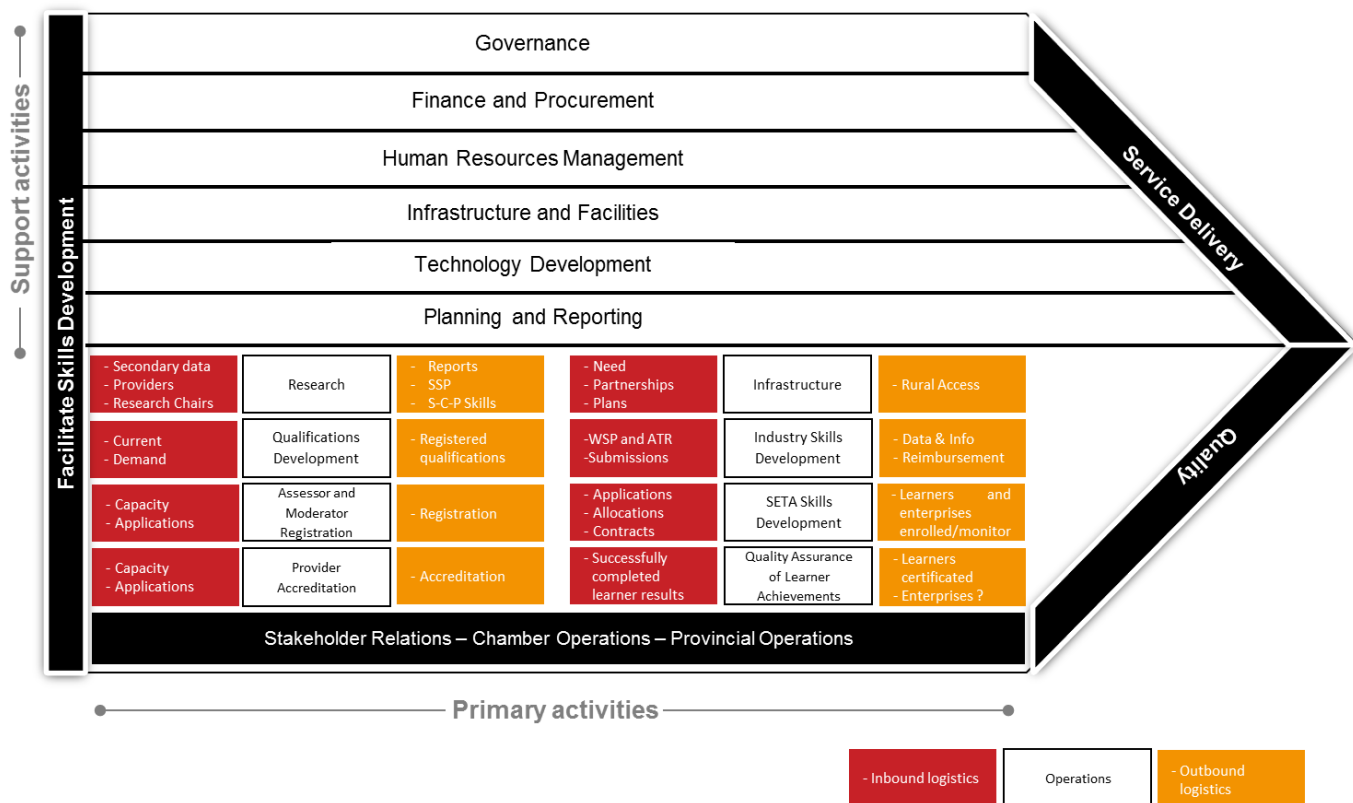 Support activities
Facilitate Skills Development
Governance
Finance and Procurement
Human Resources Management
Infrastructure and Facilities
Technology Development
Planning and Reporting
Service Delivery
Quality
- Secondary data
- Providers
- Research Chairs
Research
- Reports
- SSP
- S-C-P Skills
- Need
- Partnerships
- Plans
Infrastructure
- Rural Access
- Current
- Demand
Qualifications
Development
- Registered
qualifications
-WSP and ATR
-Submissions
Industry Skills
Development
- Data & Info
- Reimbursement
- Capacity
- Applications
Assessor and
Moderator
Registration
- Registration
- Applications
- Allocations
- Contracts
SETA Skills
Development
- Learners and
enterprises
enrolled/monitor
- Capacity
- Applications
Provider
Accreditation
- Accreditation
- Successfully
completed
learner results
Quality Assurance
of Learner
Achievements
- Learners
certificated
- Enterprises ?
Stakeholder Relations – Chamber Operations – Provincial Operations
Primary activities
- Inbound logistics
Operations
- Outbound
logistics